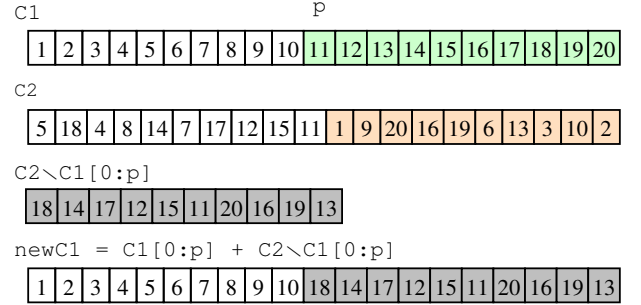 C1 p
1 2 3 4 5 6 7 8 9 10 11 12 13 14 15 16 17 18 19 20
C2
5 18 4 8 14 7 17 12 15 11 1 9 20 16 19 6 13 3 10 2
C2\C1[0:p]
18 14 17 12 15 11 20 16 19 13
newC1 = C1[0:p] + C2\C1[0:p]
1 2 3 4 5 6 7 8 9 10 18 14 17 12 15 11 20 16 19 13